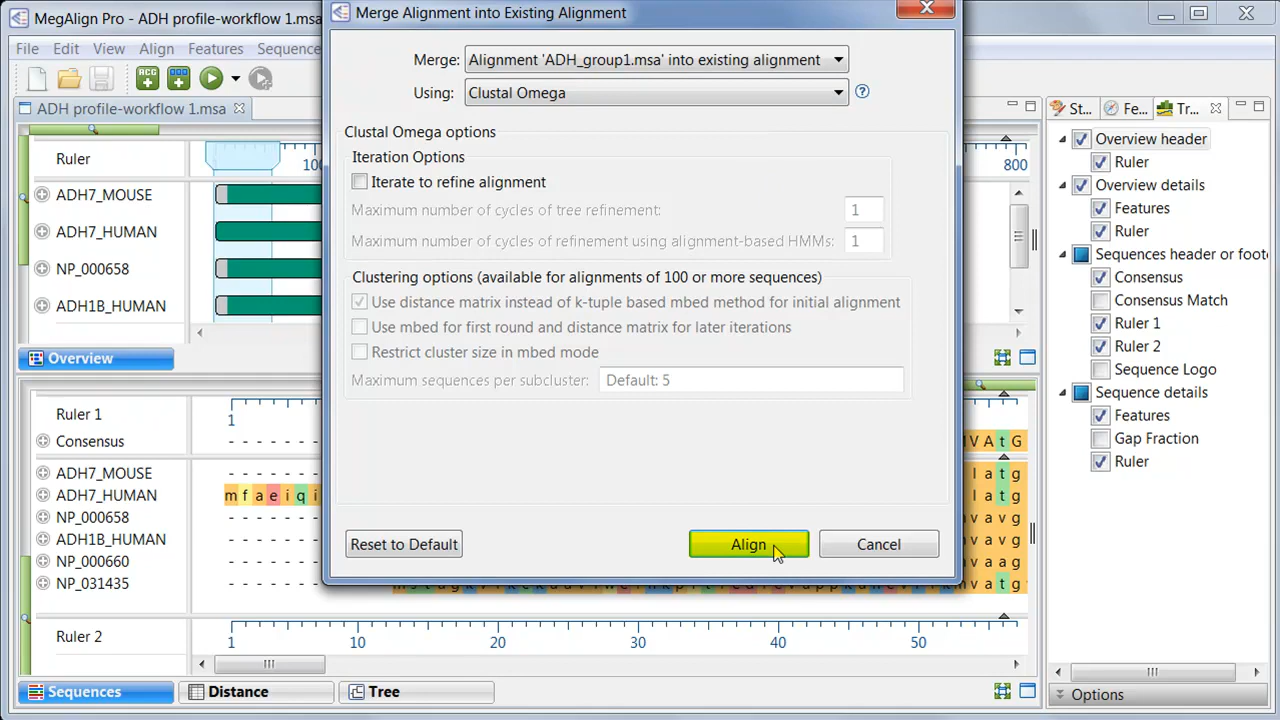 MegAlign Pro - ADH profile-workflow 1.msa
File Edit View Align Features Sequence
ADH profile-workflow 1.msa
Ruler
100
800
ADH7_MOUSE
ADH7_HUMAN
NP_000658
ADH1B_HUMAN
Overview
Merge Alignment into Existing Alignment
Merge: Alignment 'ADH_group1.msa' into existing alignment
Using: Clustal Omega
Clustal Omega options
Iteration Options
Iterate to refine alignment
Maximum number of cycles of tree refinement: 1
Maximum number of cycles of refinement using alignment-based HMMs: 1
Clustering options (available for alignments of 100 or more sequences)
Use distance matrix instead of k-tuple based mbed method for initial alignment
Use mbed for first round and distance matrix for later iterations
Restrict cluster size in mbed mode
Maximum sequences per subcluster: Default: 5
Reset to Default Align Cancel
Ruler 1
1
Consensus - - - - - - - V A t G
ADH7_MOUSE - - - - - - - l a t g
ADH7_HUMAN m f a e i q i l a t g
NP_000658 - - - - - - - v a v g
ADH1B_HUMAN - - - - - - - v a v g
NP_000660 - - - - - - - v a a g
NP_031435 - - - - - - - v a t g
Ruler 2
1 10 20 30 40 50
Sequences Distance Tree
St... Fe... Tr...
Overview header
Ruler
Overview details
Features
Ruler
Sequences header or foote
Consensus
Consensus Match
Ruler 1
Ruler 2
Sequence Logo
Sequence details
Features
Gap Fraction
Ruler
Options